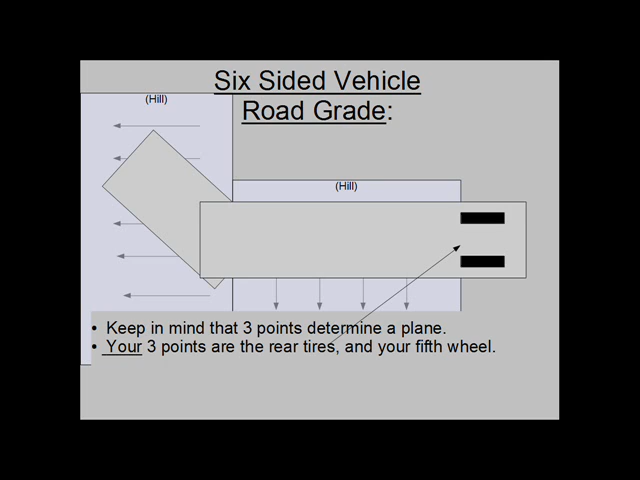 Six Sided Vehicle
Road Grade:
(Hill)
(Hill)
• Keep in mind that 3 points determine a plane.
• Your 3 points are the rear tires, and your fifth wheel.